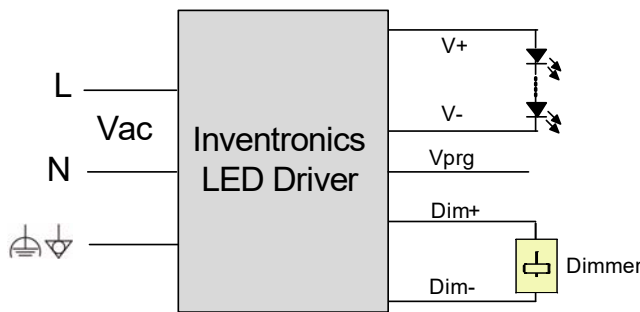 L
Vac
N
Inventronics
LED Driver
V+
V-
Vprg
Dim+
Dim-
Dimmer